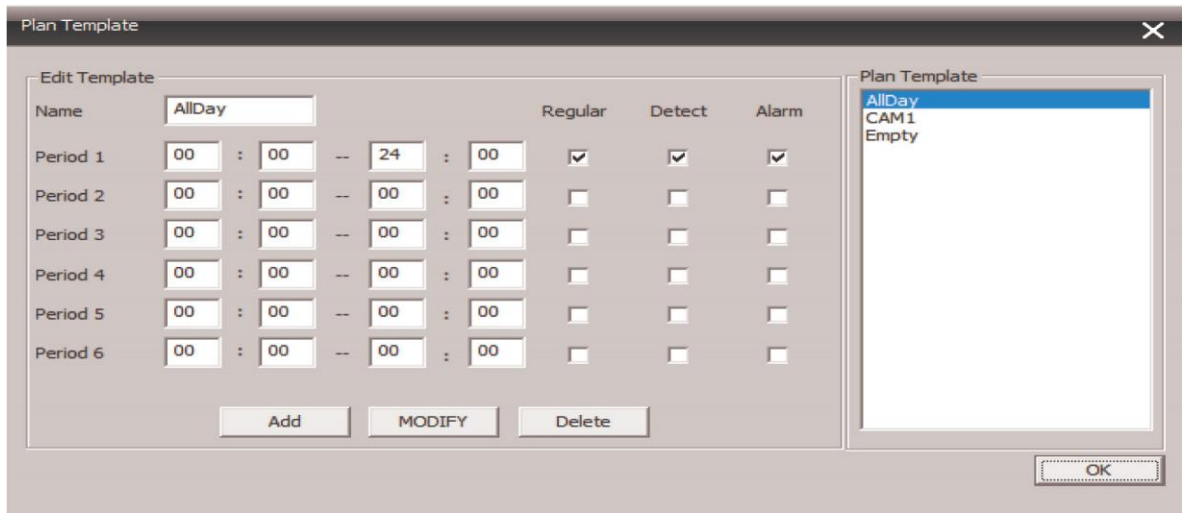 Plan Template
Edit Template
Name AllDay Regular Detect Alarm
Period 1 00 : 00 -- 24 : 00
Period 2 00 : 00 -- 00 : 00
Period 3 00 : 00 -- 00 : 00
Period 4 00 : 00 -- 00 : 00
Period 5 00 : 00 -- 00 : 00
Period 6 00 : 00 -- 00 : 00
Add MODIFY Delete
Plan Template
AllDay
CAM1
Empty
OK